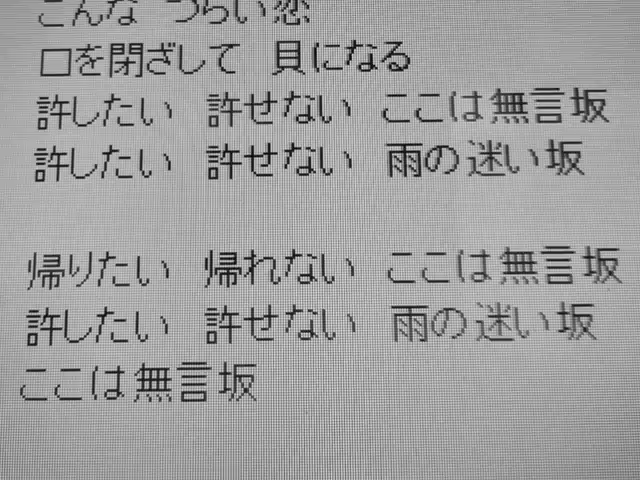 こんな つらい恋
口を閉ざして 貝になる
許したい 許せない ここは無言坂
許したい 許せない 雨の迷い坂
帰りたい 帰れない ここは無言坂
許したい 許せない 雨の迷い坂
ここは無言坂